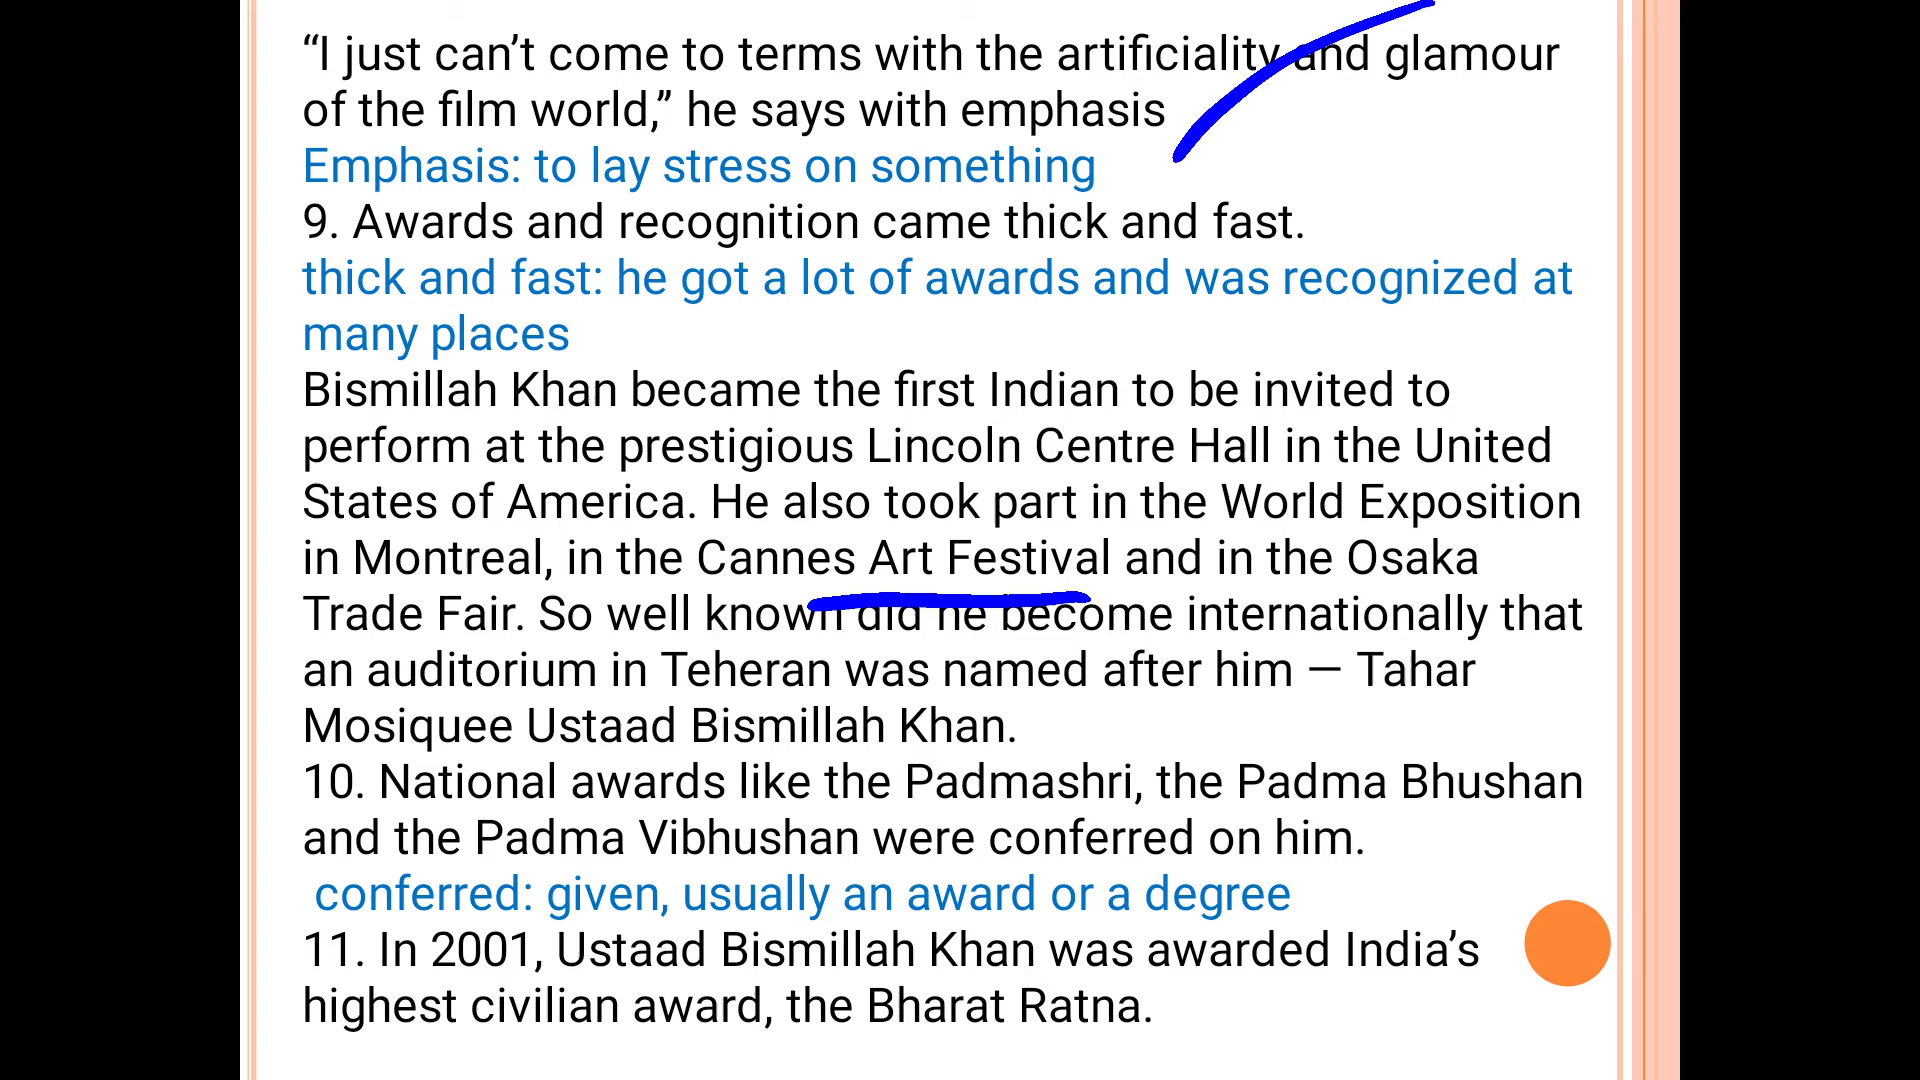 “I just can’t come to terms with the artificiality and glamour
of the film world,” he says with emphasis
Emphasis: to lay stress on something
9. Awards and recognition came thick and fast.
thick and fast: he got a lot of awards and was recognized at
many places
Bismillah Khan became the first Indian to be invited to
perform at the prestigious Lincoln Centre Hall in the United
States of America. He also took part in the World Exposition
in Montreal, in the Cannes Art Festival and in the Osaka
Trade Fair. So well known did he become internationally that
an auditorium in Teheran was named after him — Tahar
Mosiquee Ustaad Bismillah Khan.
10. National awards like the Padmashri, the Padma Bhushan
and the Padma Vibhushan were conferred on him.
conferred: given, usually an award or a degree
11. In 2001, Ustaad Bismillah Khan was awarded India’s
highest civilian award, the Bharat Ratna.